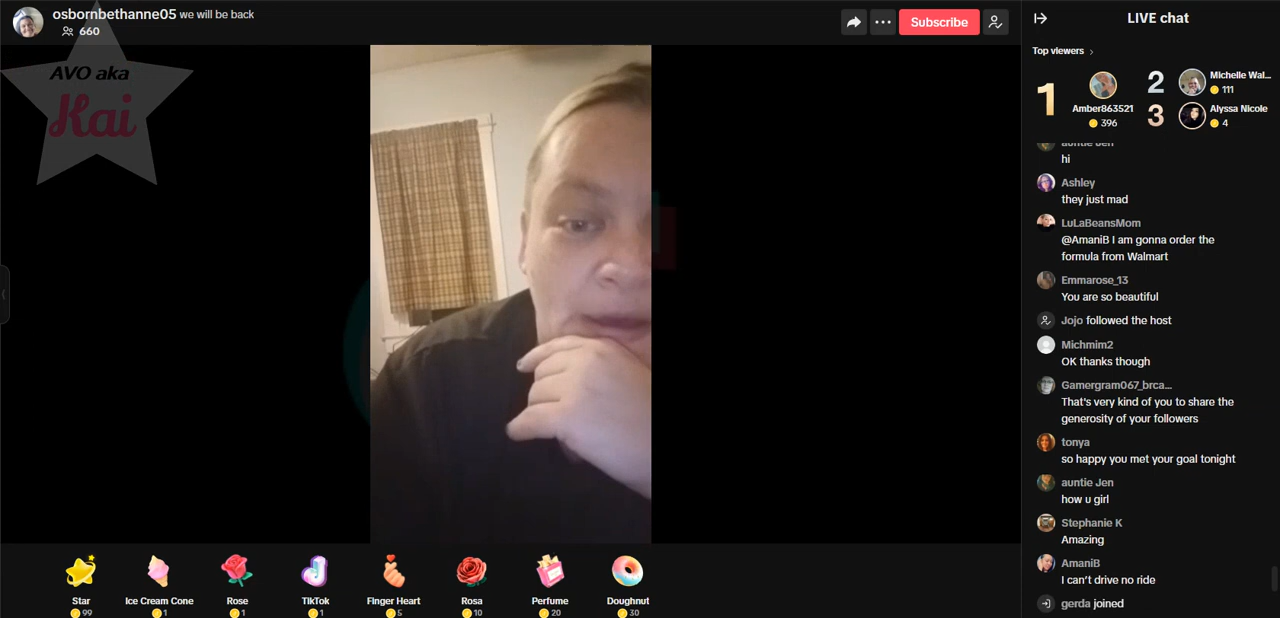 osbornbethanne05 we will be back
660
Subscribe
AVO aka
Kai
LIVE chat
Top viewers
1
Amber863521
396
2
Michelle Wal...
111
3
Alyssa Nicole
4
auntie Jen
hi
Ashley
they just mad
LuLaBeansMom
@AmaniB I am gonna order the
formula from Walmart
Emmarose_13
You are so beautiful
Jojo followed the host
Michmim2
OK thanks though
Gamergram067_brca...
That's very kind of you to share the
generosity of your followers
tonya
so happy you met your goal tonight
auntie Jen
how u girl
Stephanie K
Amazing
AmaniB
I can't drive no ride
gerda joined
Star
99
Ice Cream Cone
1
Rose
1
TikTok
1
Finger Heart
5
Rosa
10
Perfume
20
Doughnut
30